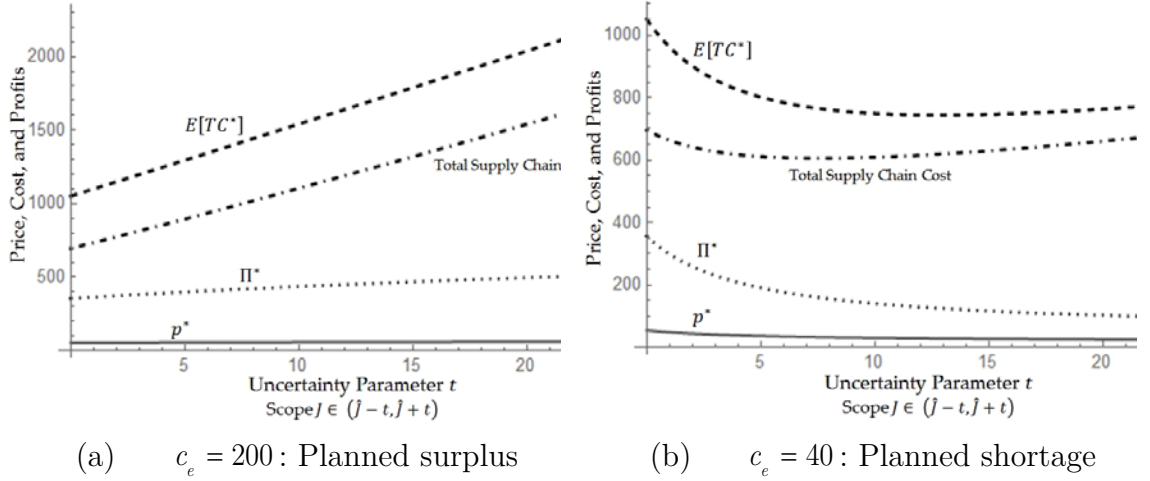 Price, Cost, and Profits
2000
1500
1000
500
E[TC*]
Total Supply Chain
Π*
p*
5
10
15
20
Uncertainty Parameter t
Scope J ∈ (Ĵ − t, Ĵ + t)
(a) c_e = 200 : Planned surplus
Price, Cost, and Profits
1000
800
600
400
200
E[TC*]
Total Supply Chain Cost
Π*
p*
5
10
15
20
Uncertainty Parameter t
Scope J ∈ (Ĵ − t, Ĵ + t)
(b) c_e = 40 : Planned shortage